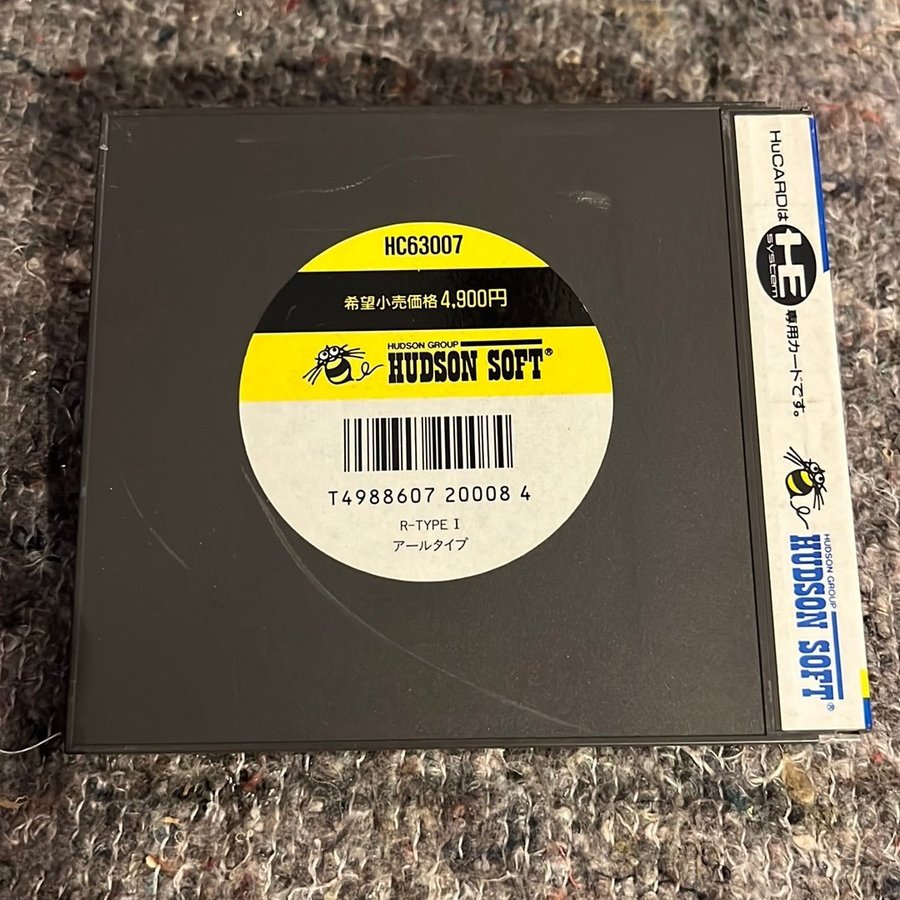 HC63007
希望小売価格4,900円
HUDSON GROUP
HUDSON SOFT®
T4988607 20008 4
R-TYPE I
アールタイプ
HuCARDは
HE
system
専用カードです。
HUDSON GROUP
HUDSON SOFT®